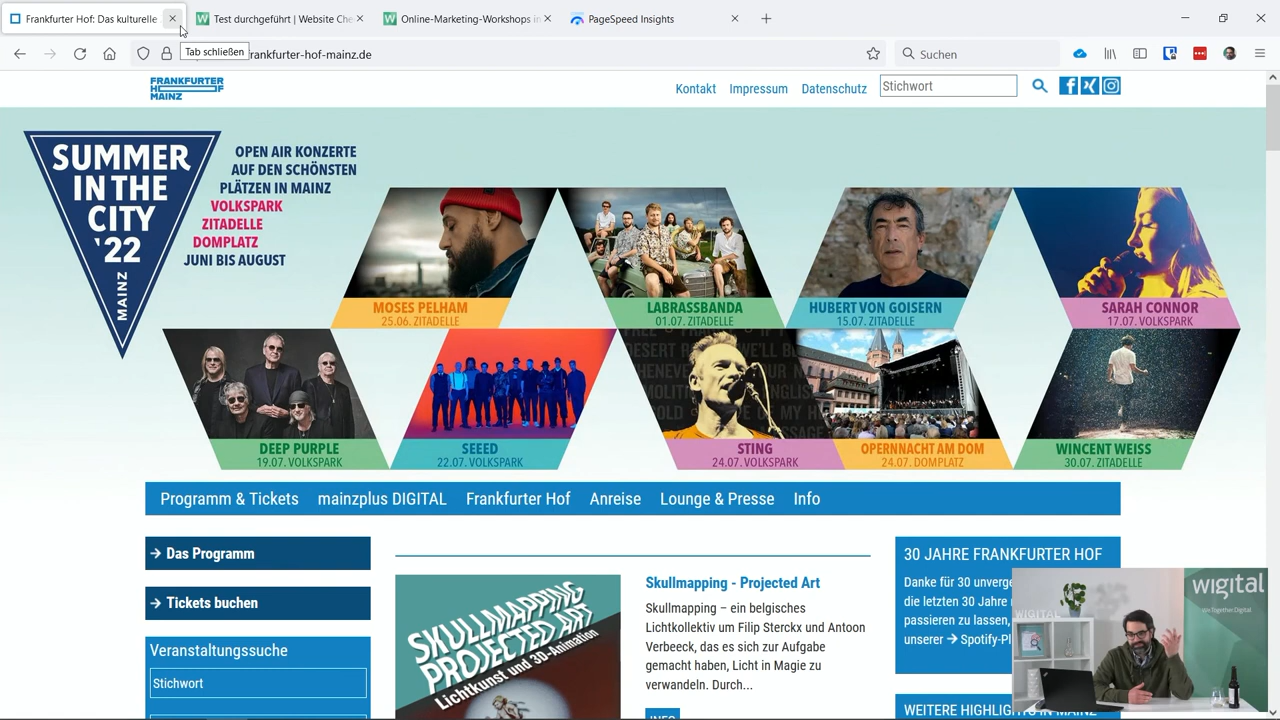 Frankfurter Hof: Das kulturelle
Test durchgeführt | Website Che
Online-Marketing-Workshops in
PageSpeed Insights
Tab schließen
rankfurter-hof-mainz.de
Suchen
FRANKFURTER
HOF
MAINZ
Kontakt
Impressum
Datenschutz
Stichwort
SUMMER
IN THE
CITY
'22
MAINZ
OPEN AIR KONZERTE
AUF DEN SCHÖNSTEN
PLÄTZEN IN MAINZ
VOLKSPARK
ZITADELLE
DOMPLATZ
JUNI BIS AUGUST
MOSES PELHAM
25.06. ZITADELLE
LABRASSBANDA
01.07. ZITADELLE
HUBERT VON GOISERN
15.07. ZITADELLE
SARAH CONNOR
17.07. VOLKSPARK
DEEP PURPLE
19.07. VOLKSPARK
SEEED
22.07. VOLKSPARK
STING
24.07. VOLKSPARK
OPERNNACHT AM DOM
24.07. DOMPLATZ
WINCENT WEISS
30.07. ZITADELLE
Programm & Tickets
mainzplus DIGITAL
Frankfurter Hof
Anreise
Lounge & Presse
Info
→ Das Programm
→ Tickets buchen
Veranstaltungssuche
Stichwort
SKULLMAPPING
PROJECTED ART
Lichtkunst und 3D-Animation
Skullmapping - Projected Art
Skullmapping – ein belgisches
Lichtkollektiv um Filip Sterckx und Antoon
Verbeeck, das es sich zur Aufgabe
gemacht haben, Licht in Magie zu
verwandeln. Durch...
INFO
30 JAHRE FRANKFURTER HOF
Danke für 30 unverge
die letzten 30 Jahre
passieren zu lassen,
unserer → Spotify-Pl
WEITERE HIGHLIGHTS IN MAINZ
wigital
We Together Digital
WIGITAL